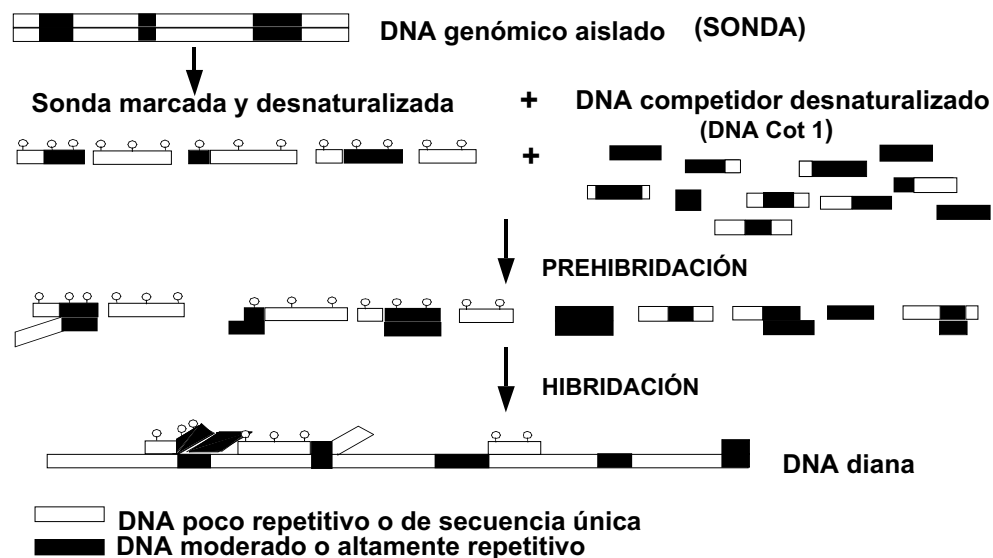 DNA genómico aislado (SONDA)
Sonda marcada y desnaturalizada + DNA competidor desnaturalizado
(DNA Cot 1)
+
PREHIBRIDACIÓN
HIBRIDACIÓN
DNA diana
DNA poco repetitivo o de secuencia única
DNA moderado o altamente repetitivo